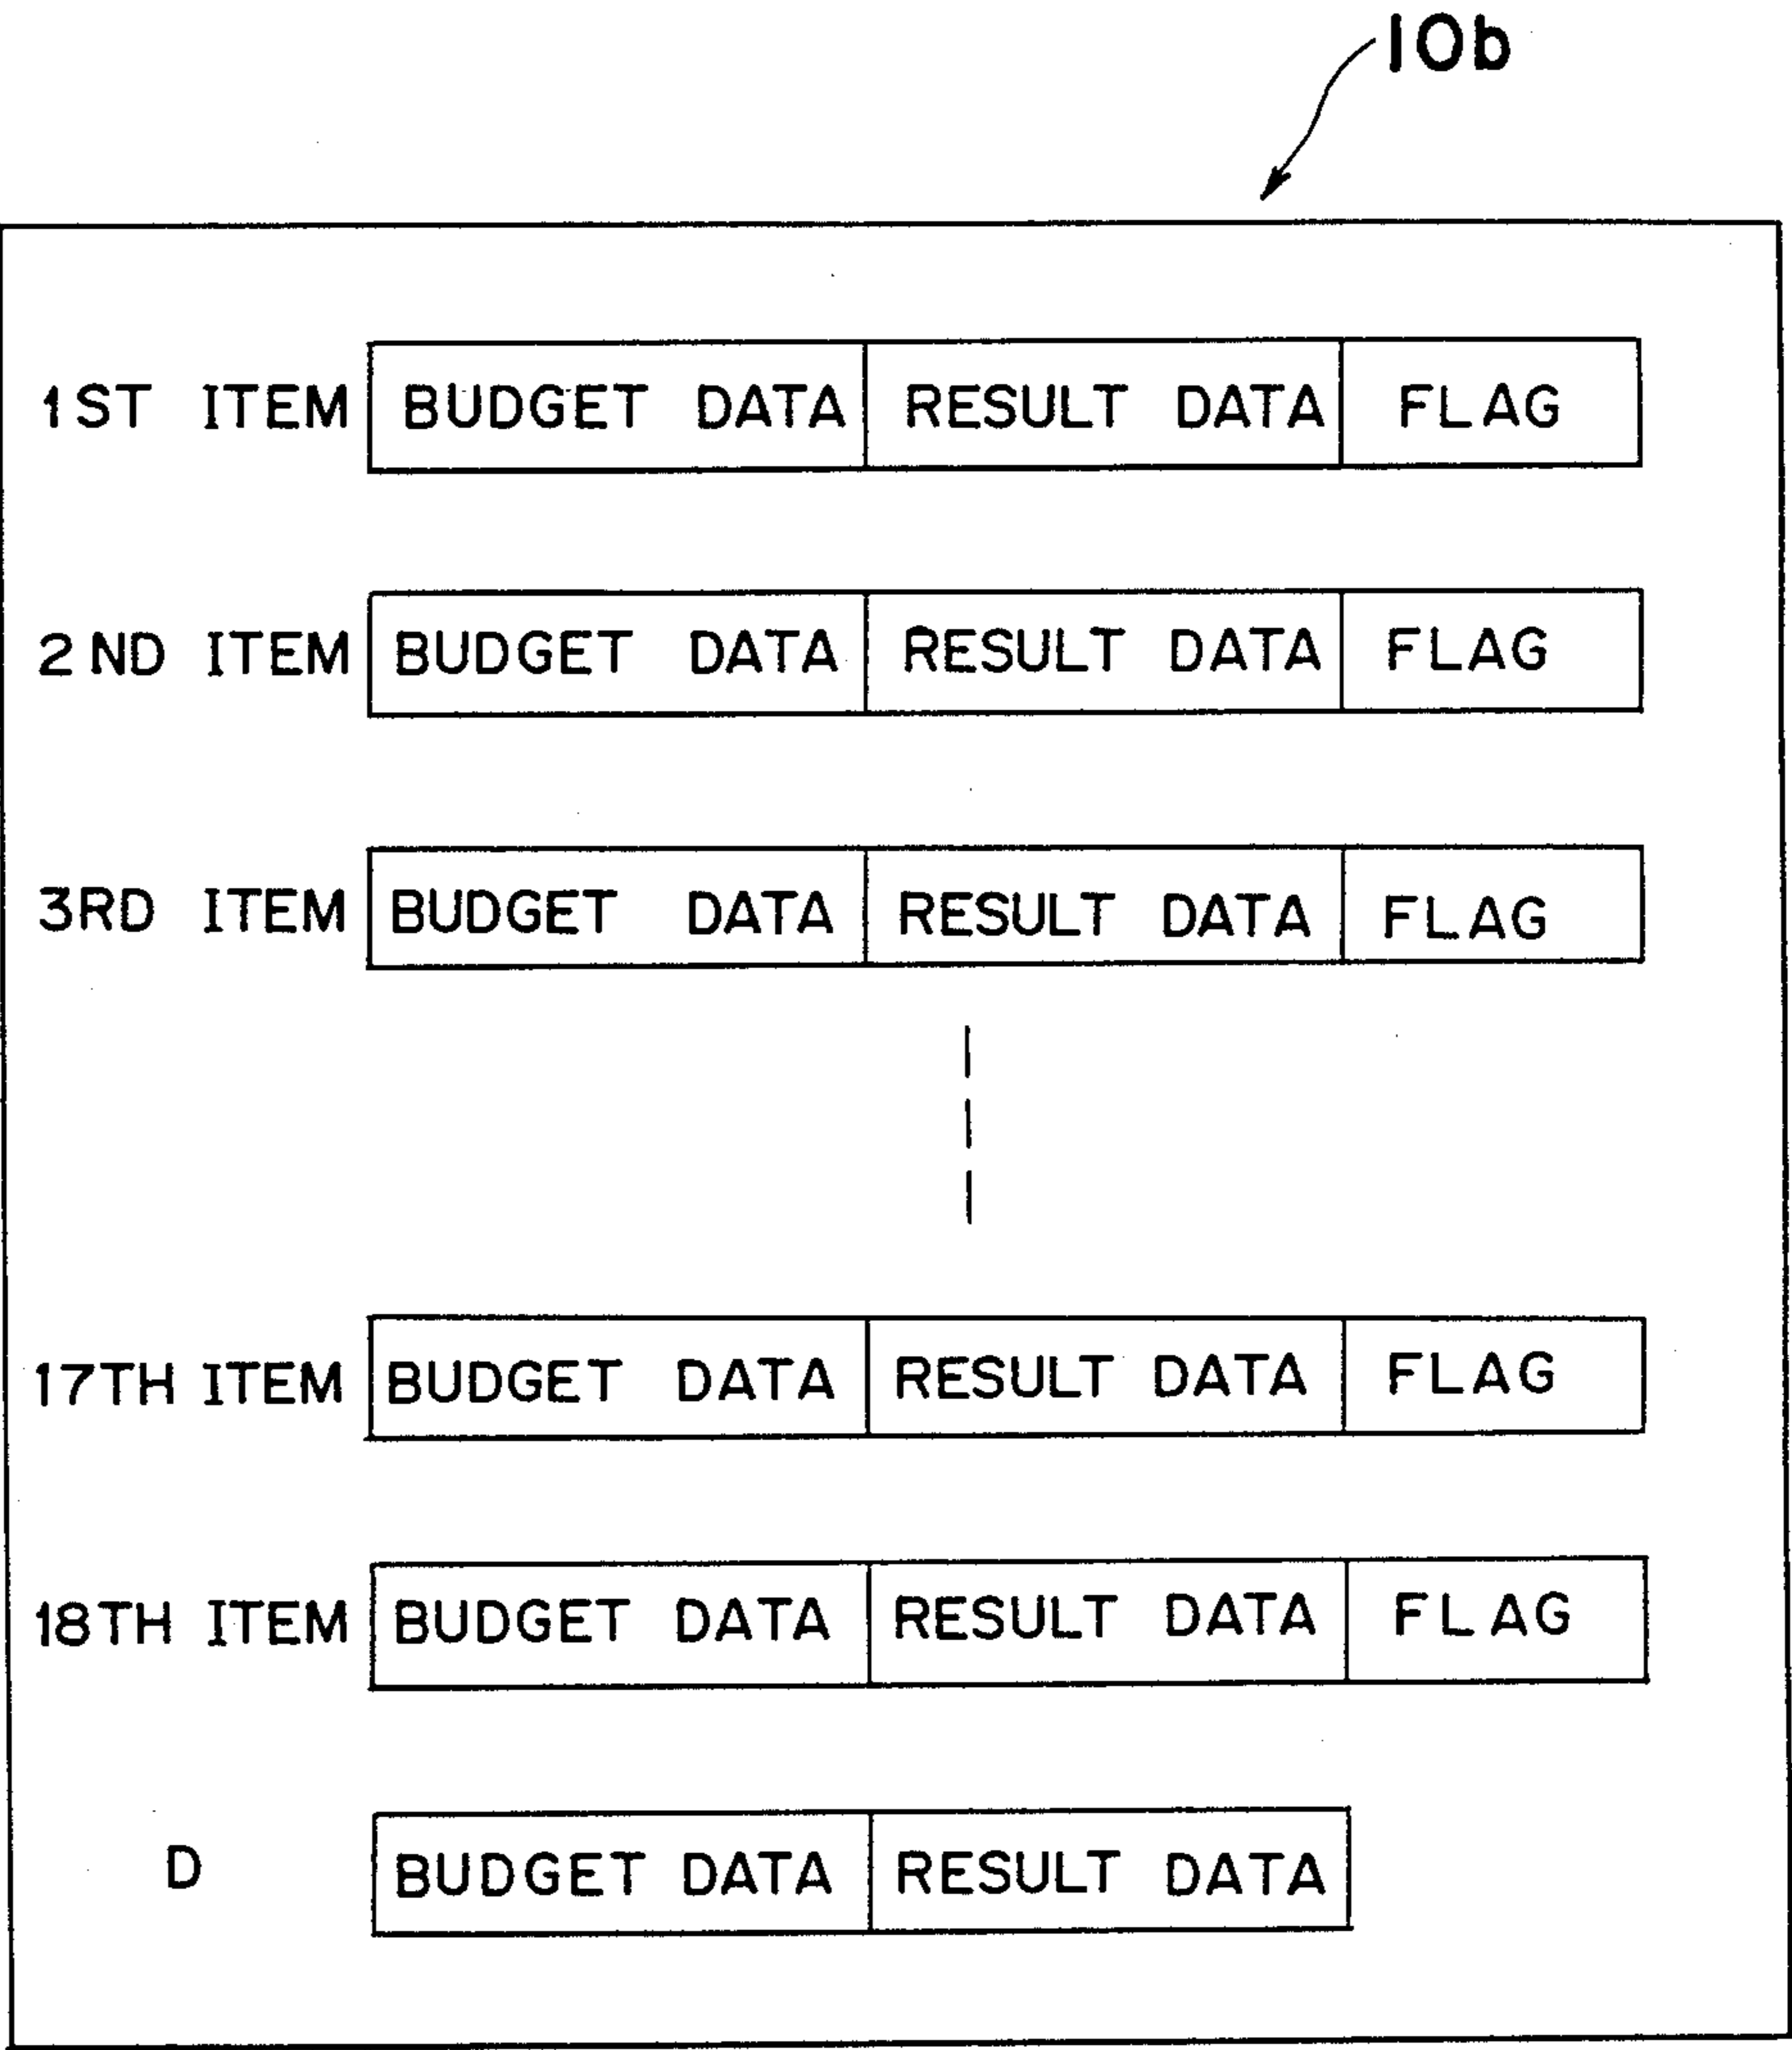 10b
1ST ITEM BUDGET DATA RESULT DATA FLAG
2ND ITEM BUDGET DATA RESULT DATA FLAG
3RD ITEM BUDGET DATA RESULT DATA FLAG
17TH ITEM BUDGET DATA RESULT DATA FLAG
18TH ITEM BUDGET DATA RESULT DATA FLAG
D BUDGET DATA RESULT DATA